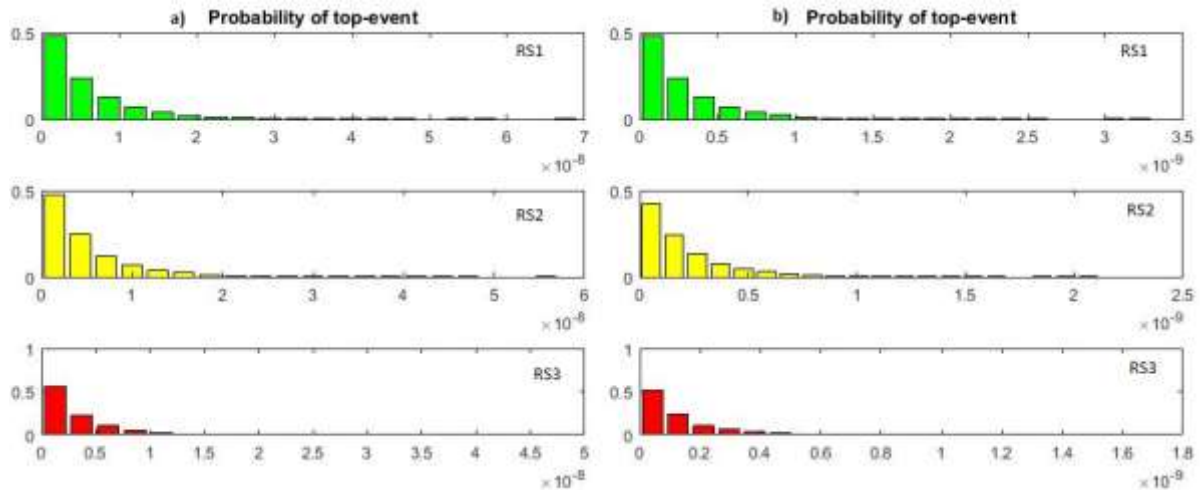 a) Probability of top-event
0.5
RS1
0
0 1 2 3 4 5 6 7
×10-8
0.5
RS2
0
0 1 2 3 4 5 6
×10-8
1
RS3
0.5
0
0 0.5 1 1.5 2 2.5 3 3.5 4 4.5 5
×10-8
b) Probability of top-event
0.5
RS1
0
0 0.5 1 1.5 2 2.5 3 3.5
×10-9
0.5
RS2
0
0 0.5 1 1.5 2 2.5
×10-9
1
RS3
0.5
0
0 0.2 0.4 0.6 0.8 1 1.2 1.4 1.6 1.8
×10-9